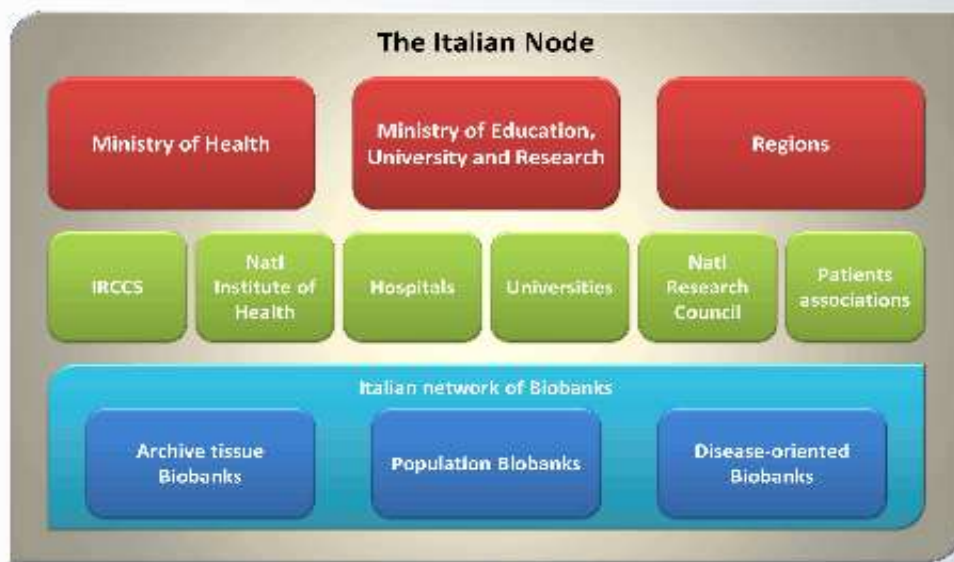 The Italian Node
Ministry of Health
Ministry of Education,
University and Research
Regions
IRCCS
Natl
Institute of
Health
Hospitals
Universities
Natl
Research
Council
Patients
associations
Italian network of Biobanks
Archive tissue
Biobanks
Population Biobanks
Disease-oriented
Biobanks